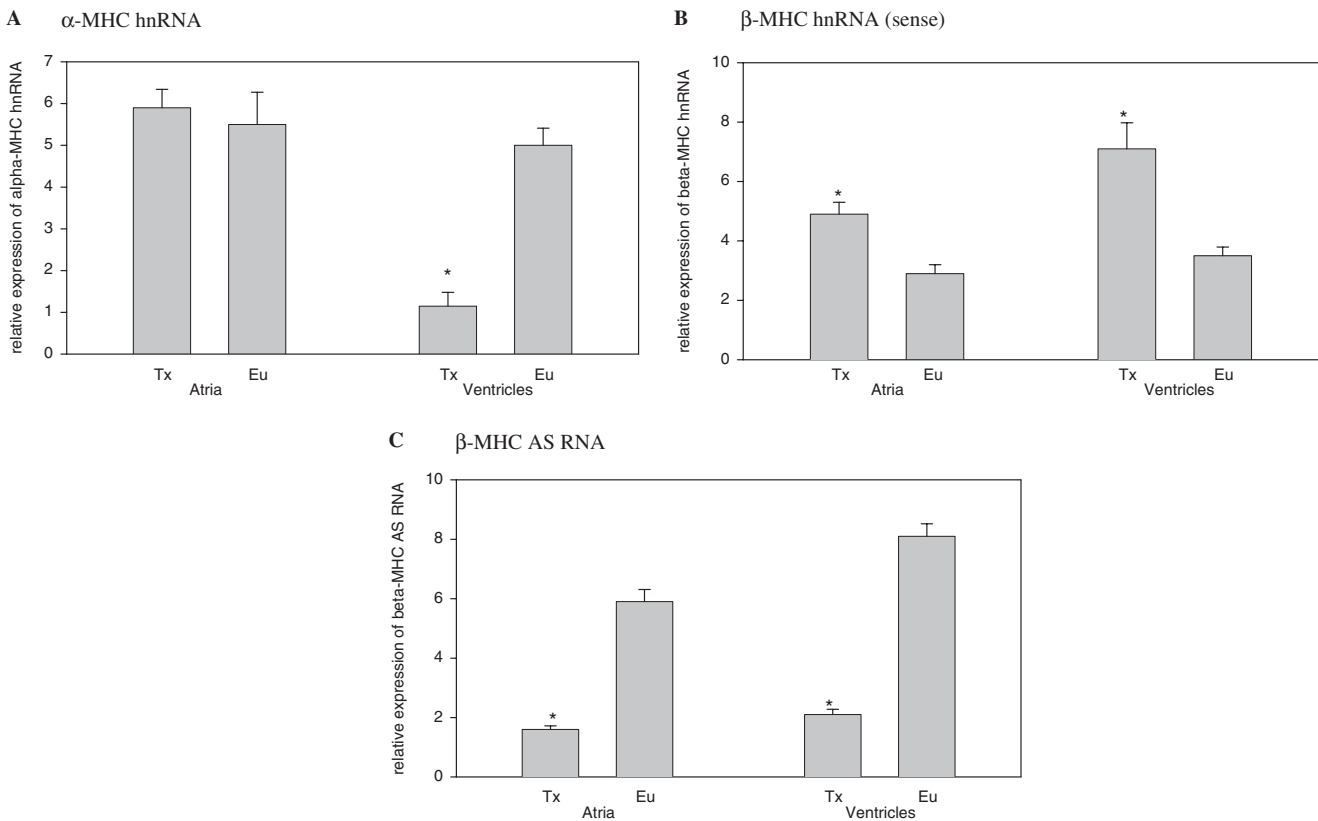 A α-MHC hnRNA
relative expression of alpha-MHC hnRNA
7
6
5
4
3
2
1
0
*
Tx Eu Tx Eu
Atria Ventricles
B β-MHC hnRNA (sense)
relative expression of beta-MHC hnRNA
10
8
6
4
2
0
*
*
Tx Eu Tx Eu
Atria Ventricles
C β-MHC AS RNA
relative expression of beta-MHC AS RNA
10
8
6
4
2
0
* *
Tx Eu Tx Eu
Atria Ventricles